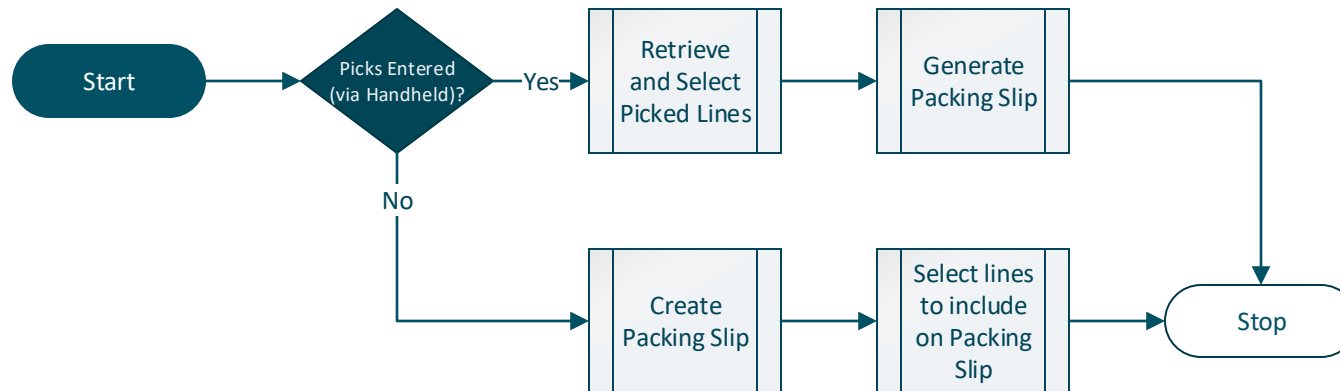 Start
Picks Entered
(via Handheld)?
Yes
Retrieve
and Select
Picked Lines
Generate
Packing Slip
No
Create
Packing Slip
Select lines
to include
on Packing
Slip
Stop